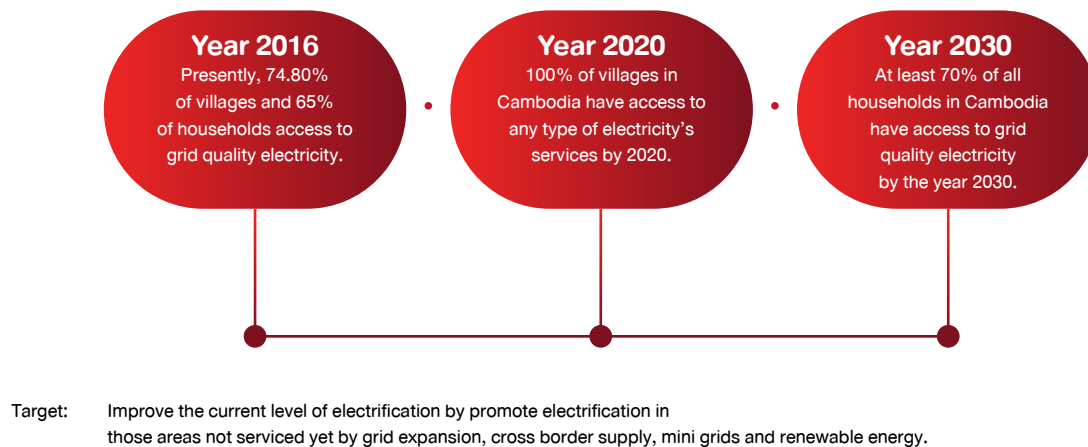 Year 2016
Presently, 74.80%
of villages and 65%
of households access to
grid quality electricity.
Year 2020
100% of villages in
Cambodia have access to
any type of electricity's
services by 2020.
Year 2030
At least 70% of all
households in Cambodia
have access to grid
quality electricity
by the year 2030.
Target: Improve the current level of electrification by promote electrification in
those areas not serviced yet by grid expansion, cross border supply, mini grids and renewable energy.